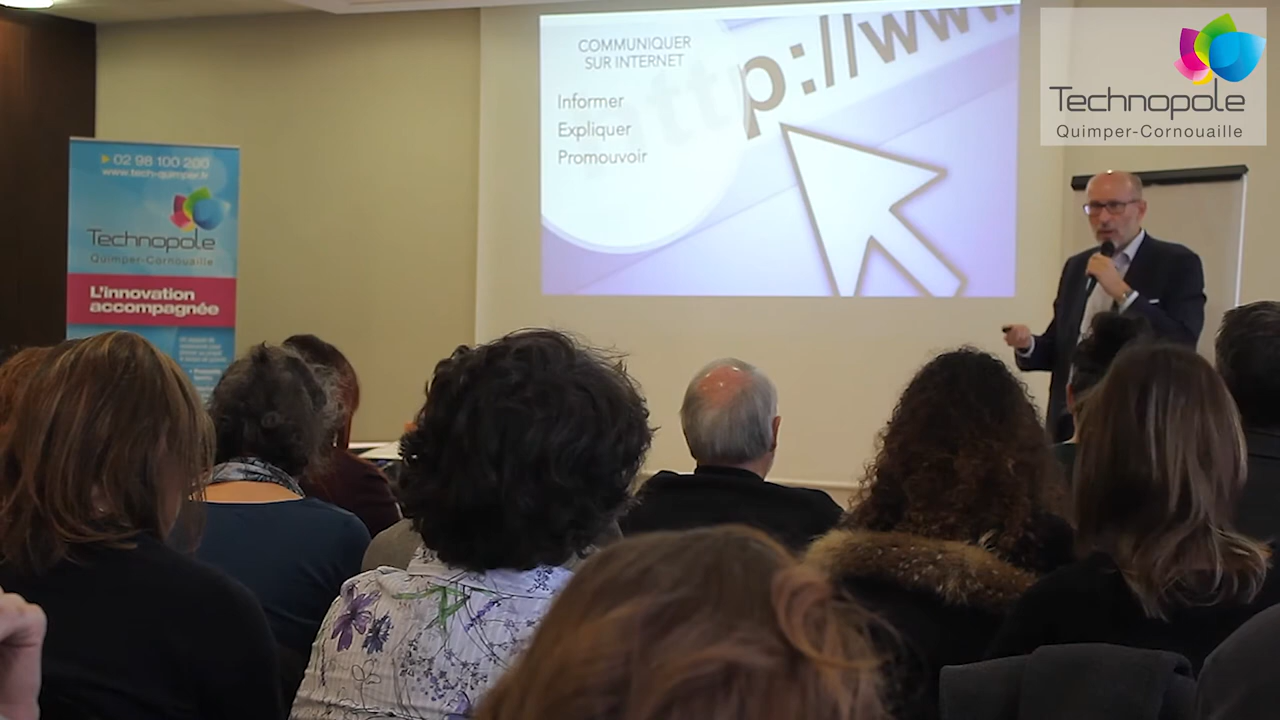 COMMUNIQUER
SUR INTERNET
Informer
Expliquer
Promouvoir
http://www
Technopole
Quimper-Cornouaille
02 98 100 200
www.tech-quimper.fr
Technopole
Quimper-Cornouaille
L'innovation
accompagnée